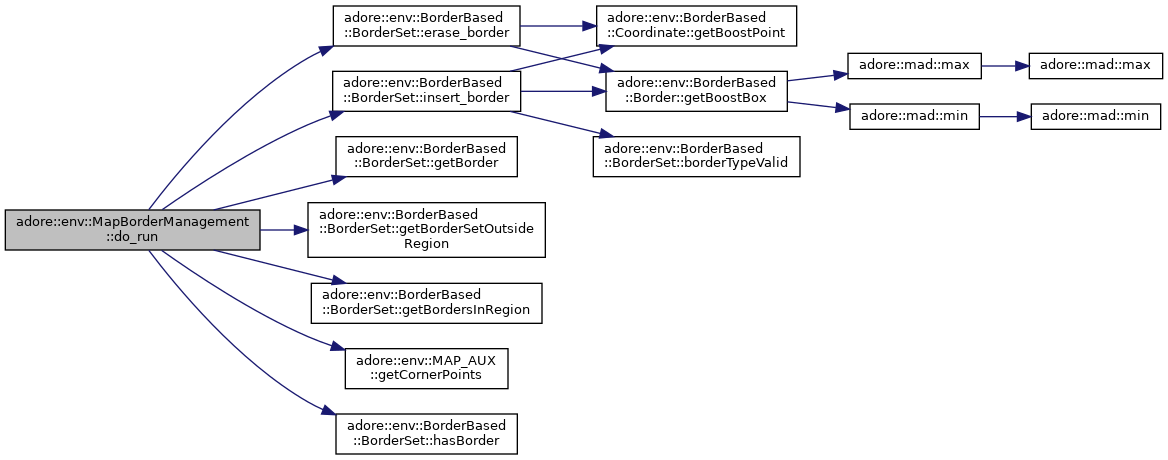 adore::env::MapBorderManagement
::do_run
adore::env::BorderBased
::BorderSet::erase_border
adore::env::BorderBased
::BorderSet::insert_border
adore::env::BorderBased
::BorderSet::getBorder
adore::env::BorderBased
::BorderSet::getBorderSetOutside
Region
adore::env::BorderBased
::BorderSet::getBordersInRegion
adore::env::MAP_AUX
::getCornerPoints
adore::env::BorderBased
::BorderSet::hasBorder
adore::env::BorderBased
::Coordinate::getBoostPoint
adore::env::BorderBased
::Border::getBoostBox
adore::env::BorderBased
::BorderSet::borderTypeValid
adore::mad::max
adore::mad::min
adore::mad::max
adore::mad::min